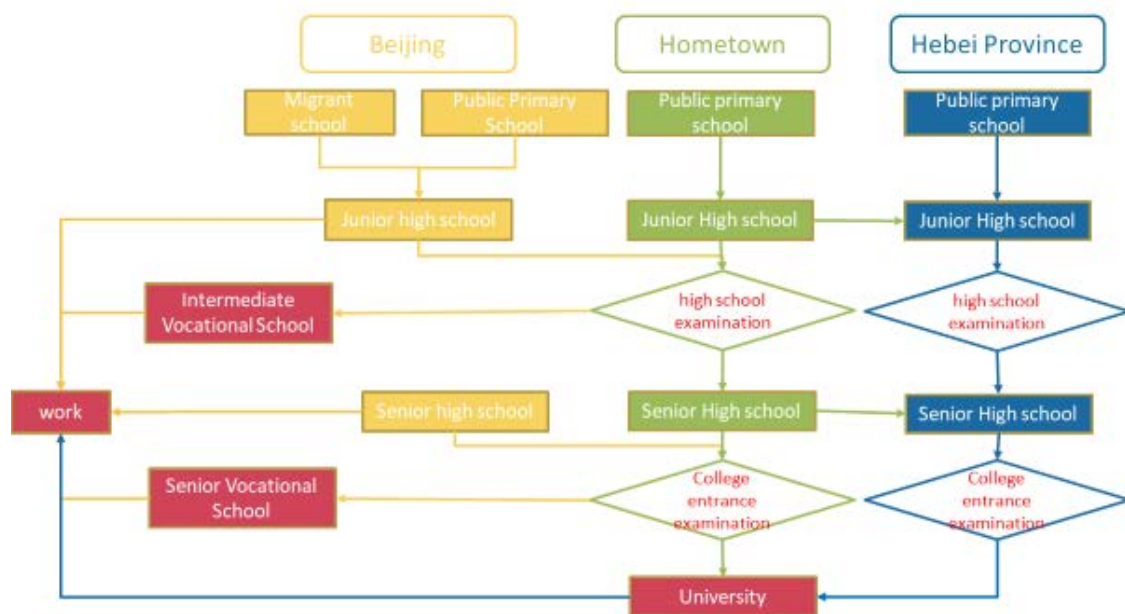 Beijing
Hometown
Hebei Province
Migrant
school
Public Primary
School
Public primary
school
Public primary
school
Junior high school
Junior High school
Junior High school
Intermediate
Vocational School
high school
examination
high school
examination
work
Senior high school
Senior High school
Senior High school
Senior Vocational
School
College
entrance
examination
College
entrance
examination
University